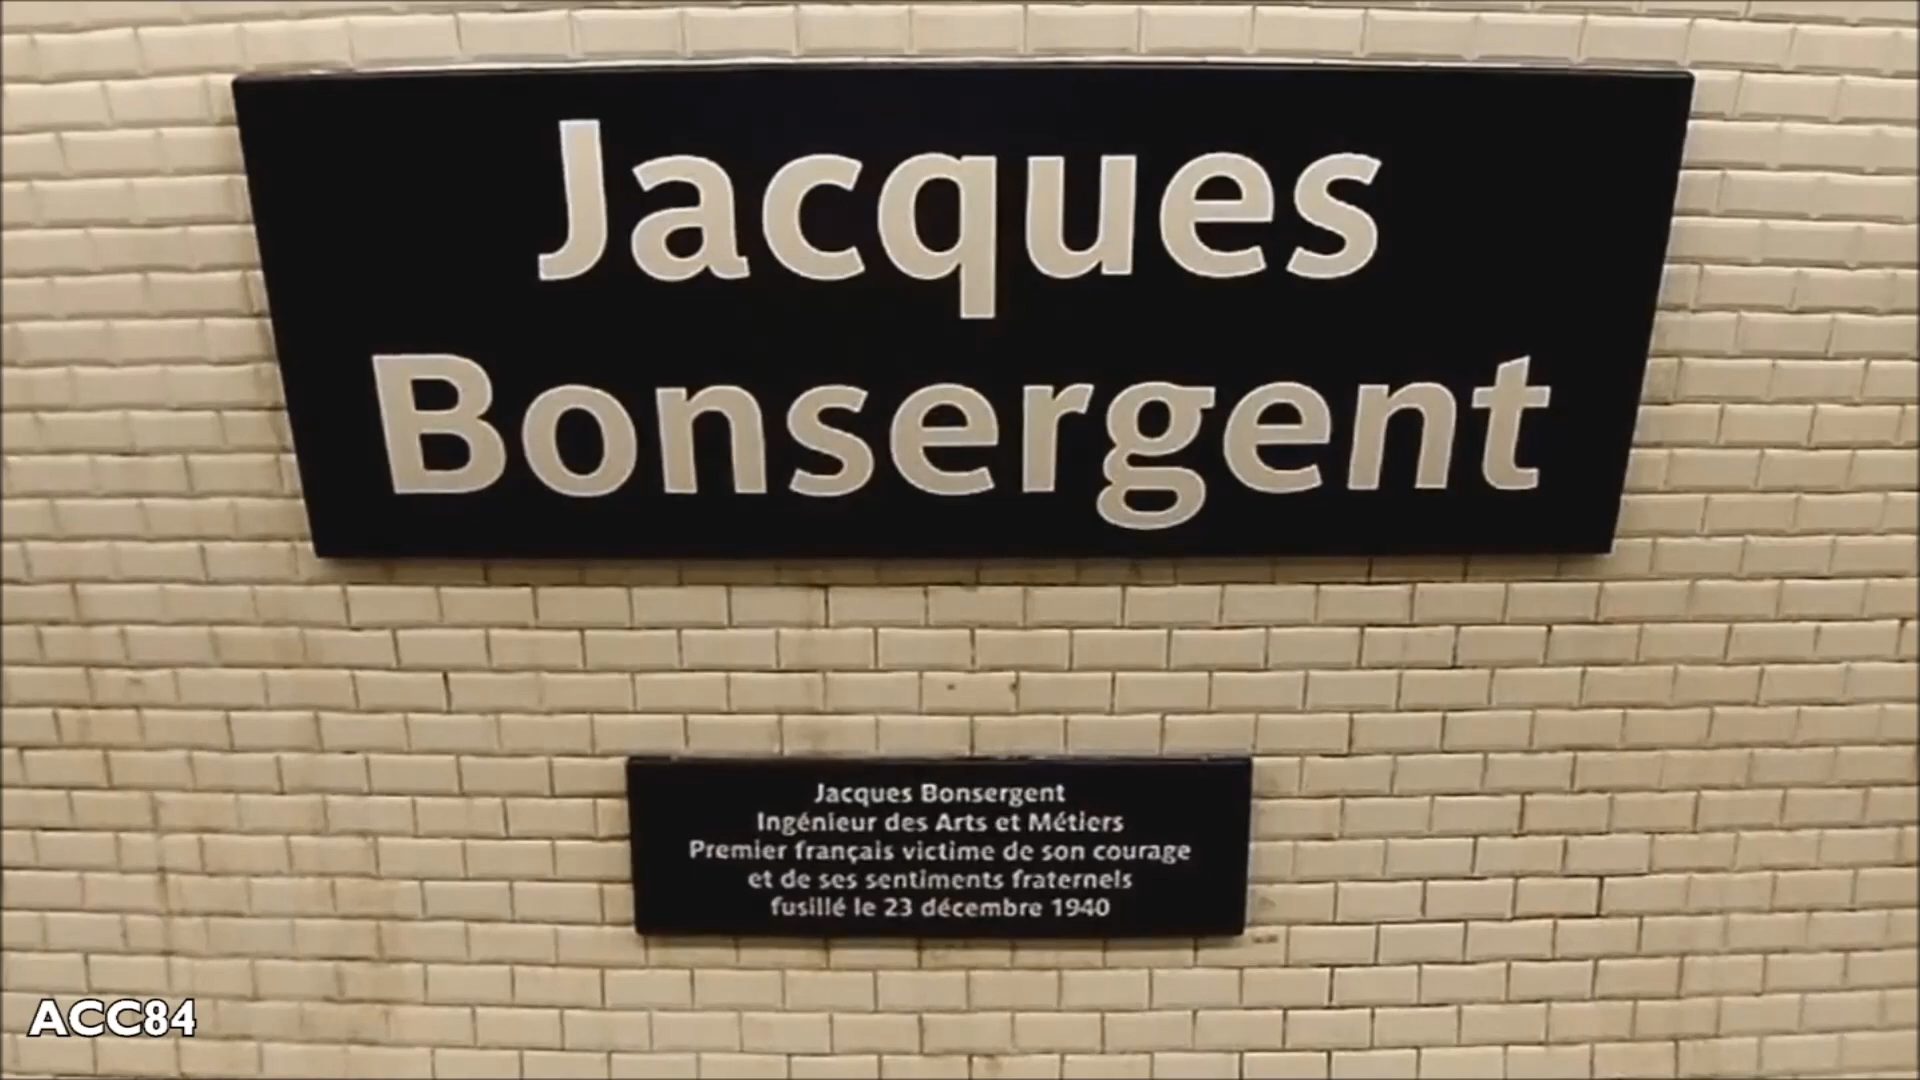 Jacques
Bonsergent
Jacques Bonsergent
Ingénieur des Arts et Métiers
Premier français victime de son courage
et de ses sentiments fraternels
fusillé le 23 décembre 1940
ACC84